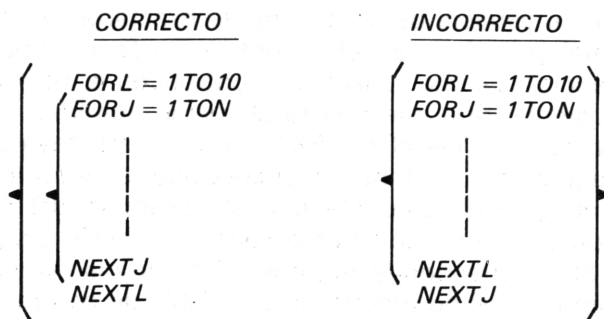 CORRECTO
FOR L = 1 TO 10
FOR J = 1 TO N
NEXT J
NEXT L
INCORRECTO
FOR L = 1 TO 10
FOR J = 1 TO N
NEXT L
NEXT J